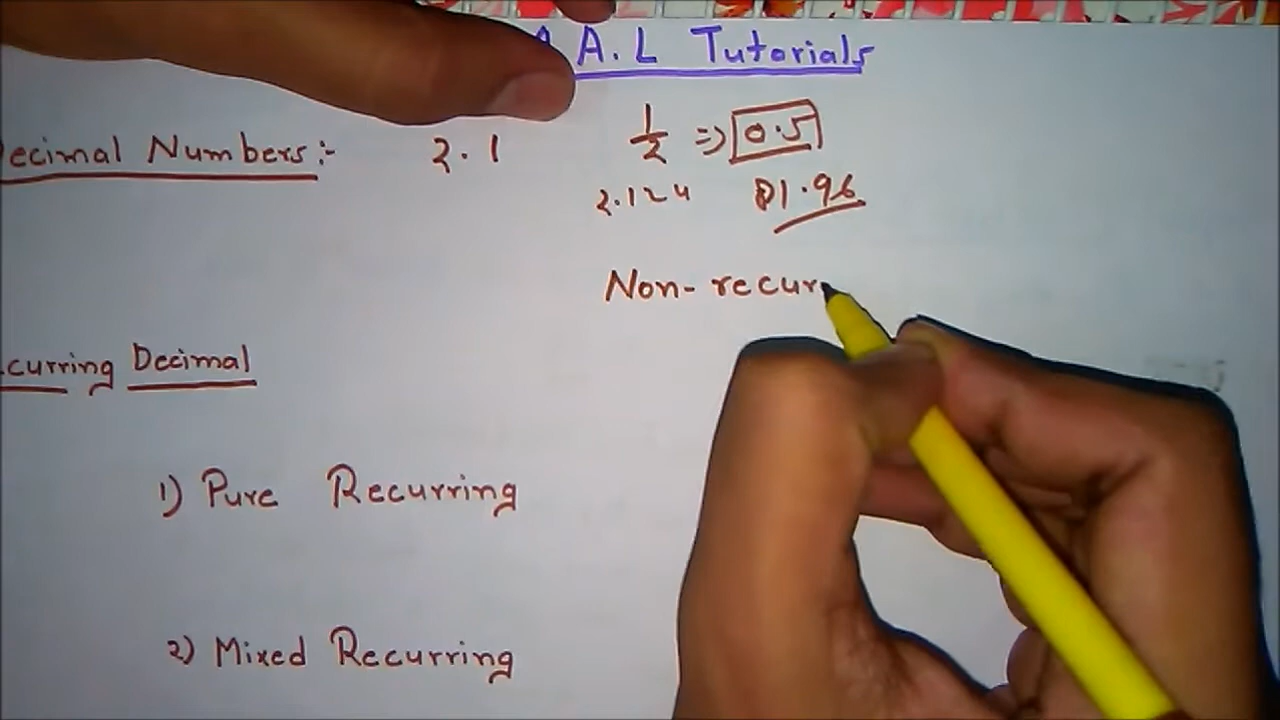 A.L Tutorials
ecimal Numbers:- 2.1 1/2 => 0.5
2.124 1.96
Non-recur
curring Decimal
1) Pure Recurring
2) Mixed Recurring